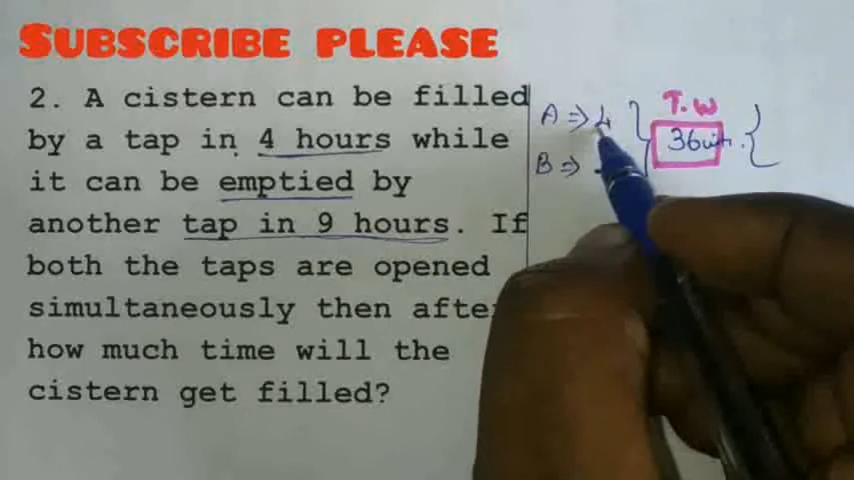 SUBSCRIBE PLEASE
2. A cistern can be filled
by a tap in 4 hours while
it can be emptied by
another tap in 9 hours. If
both the taps are opened
simultaneously then after
how much time will the
cistern get filled?
T.W
A => 4
36
B =>